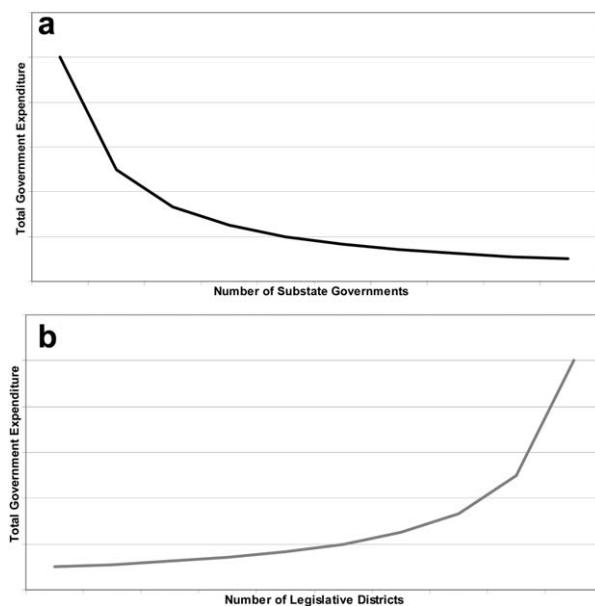 a
Total Government Expenditure
Number of Substate Governments
b
Total Government Expenditure
Number of Legislative Districts